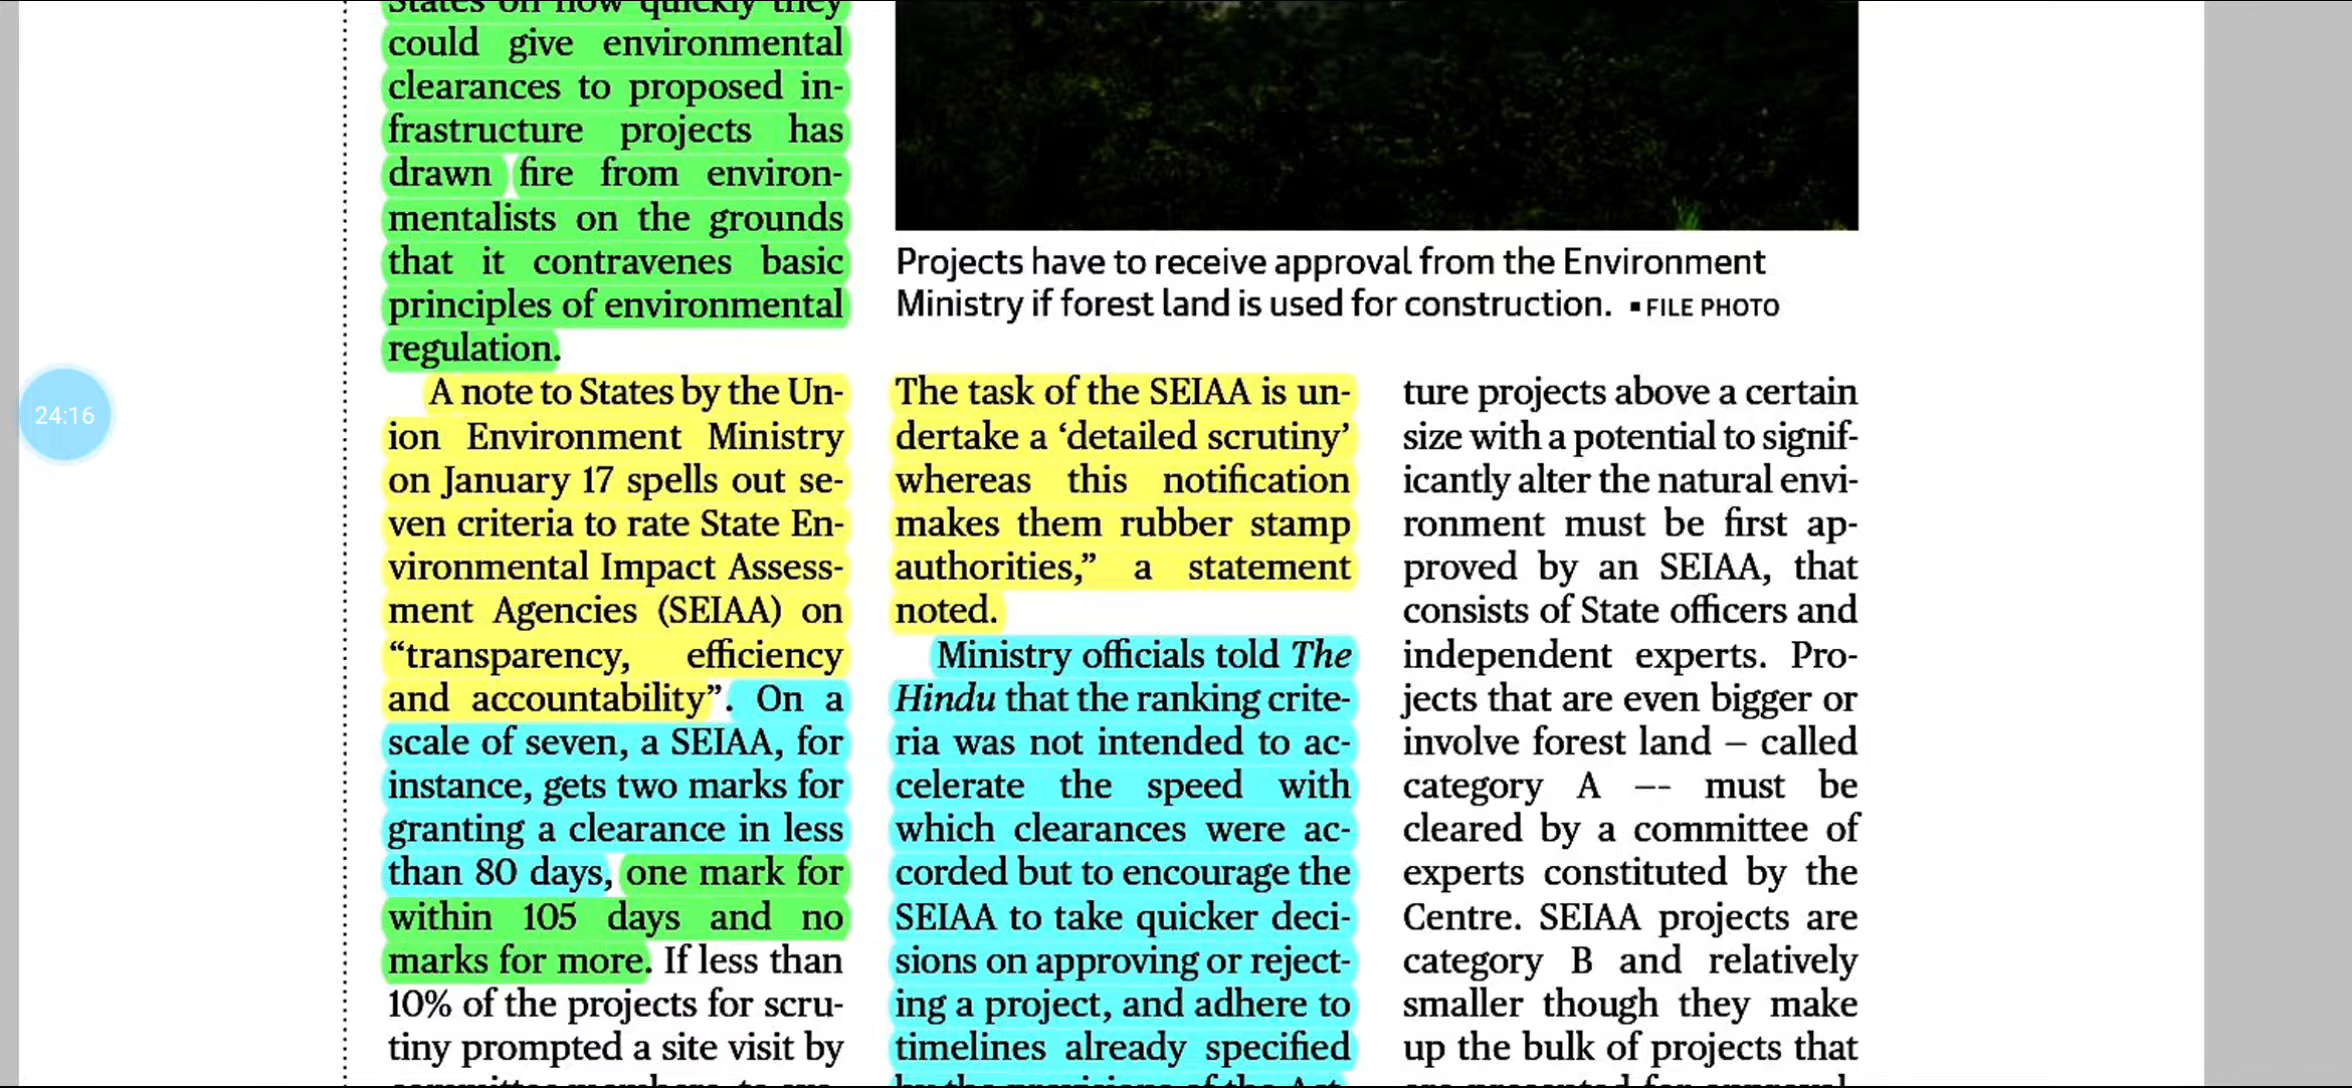 States on how quickly they
could give environmental
clearances to proposed in-
frastructure projects has
drawn fire from environ-
mentalists on the grounds
that it contravenes basic
principles of environmental
regulation.
A note to States by the Un-
ion Environment Ministry
on January 17 spells out se-
ven criteria to rate State En-
vironmental Impact Assess-
ment Agencies (SEIAA) on
“transparency, efficiency
and accountability”. On a
scale of seven, a SEIAA, for
instance, gets two marks for
granting a clearance in less
than 80 days, one mark for
within 105 days and no
marks for more. If less than
10% of the projects for scru-
tiny prompted a site visit by
Projects have to receive approval from the Environment
Ministry if forest land is used for construction. ▪ FILE PHOTO
The task of the SEIAA is un-
dertake a ‘detailed scrutiny’
whereas this notification
makes them rubber stamp
authorities,” a statement
noted.
Ministry officials told The
Hindu that the ranking crite-
ria was not intended to ac-
celerate the speed with
which clearances were ac-
corded but to encourage the
SEIAA to take quicker deci-
sions on approving or reject-
ing a project, and adhere to
timelines already specified
by the provisions of the Act.
ture projects above a certain
size with a potential to signif-
icantly alter the natural envi-
ronment must be first ap-
proved by an SEIAA, that
consists of State officers and
independent experts. Pro-
jects that are even bigger or
involve forest land – called
category A –- must be
cleared by a committee of
experts constituted by the
Centre. SEIAA projects are
category B and relatively
smaller though they make
up the bulk of projects that
24:16